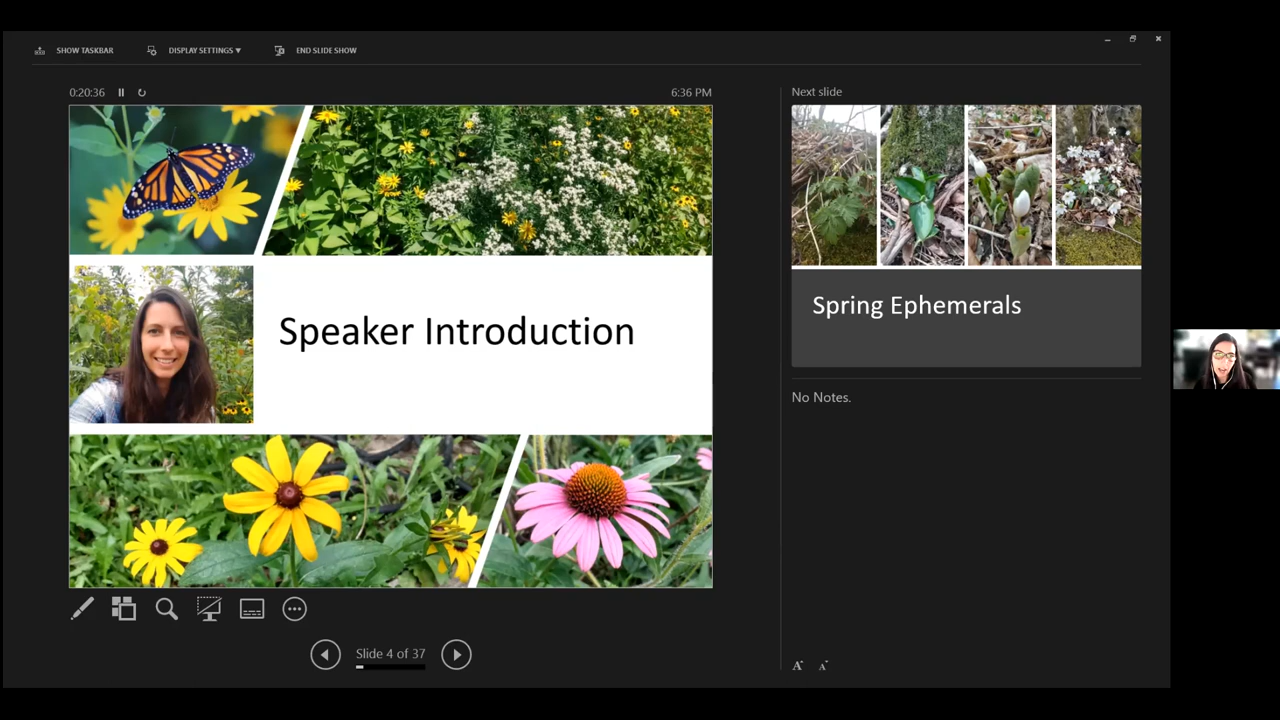 SHOW TASKBAR
DISPLAY SETTINGS ▼
END SLIDE SHOW
0:20:36
6:36 PM
Next slide
Speaker Introduction
Spring Ephemerals
No Notes.
Slide 4 of 37
A
A